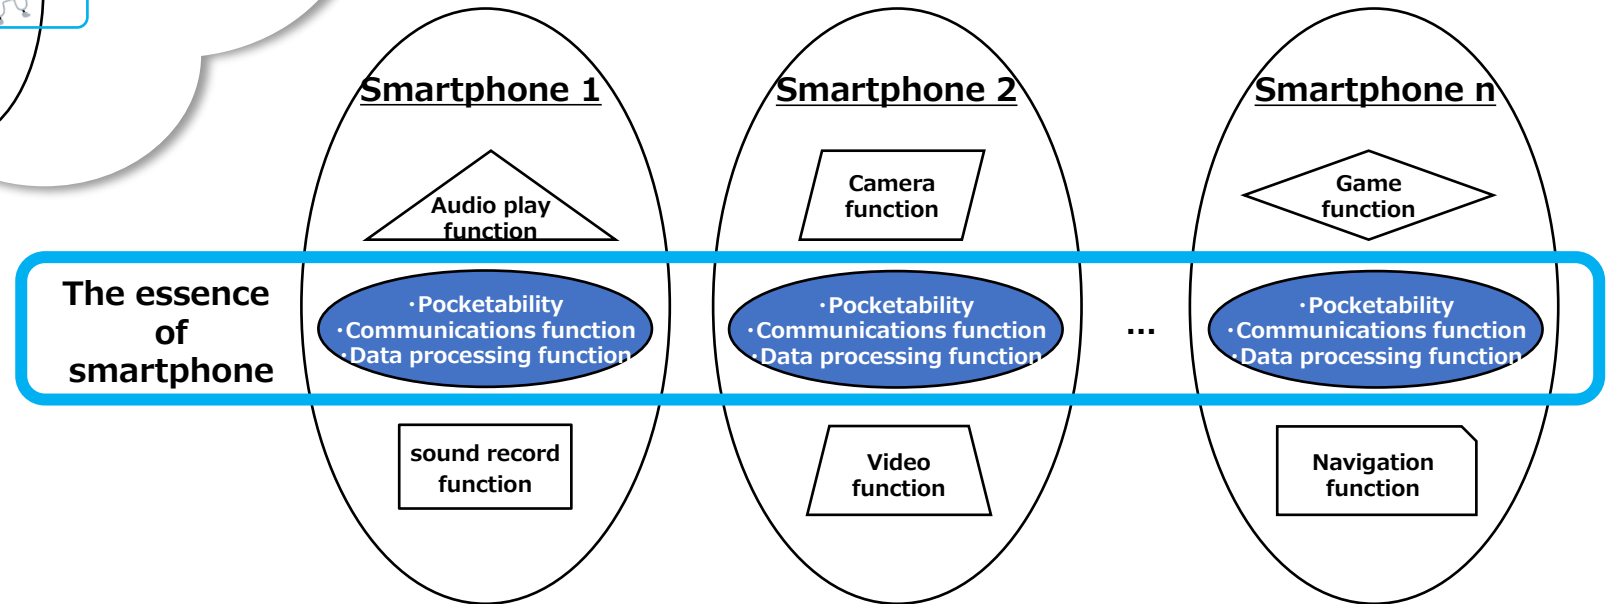 Smartphone 1
Smartphone 2
Smartphone n
Audio play
function
Camera
function
Game
function
The essence
of
smartphone
・Pocketability
・Communications function
・Data processing function
・Pocketability
・Communications function
・Data processing function
...
・Pocketability
・Communications function
・Data processing function
sound record
function
Video
function
Navigation
function